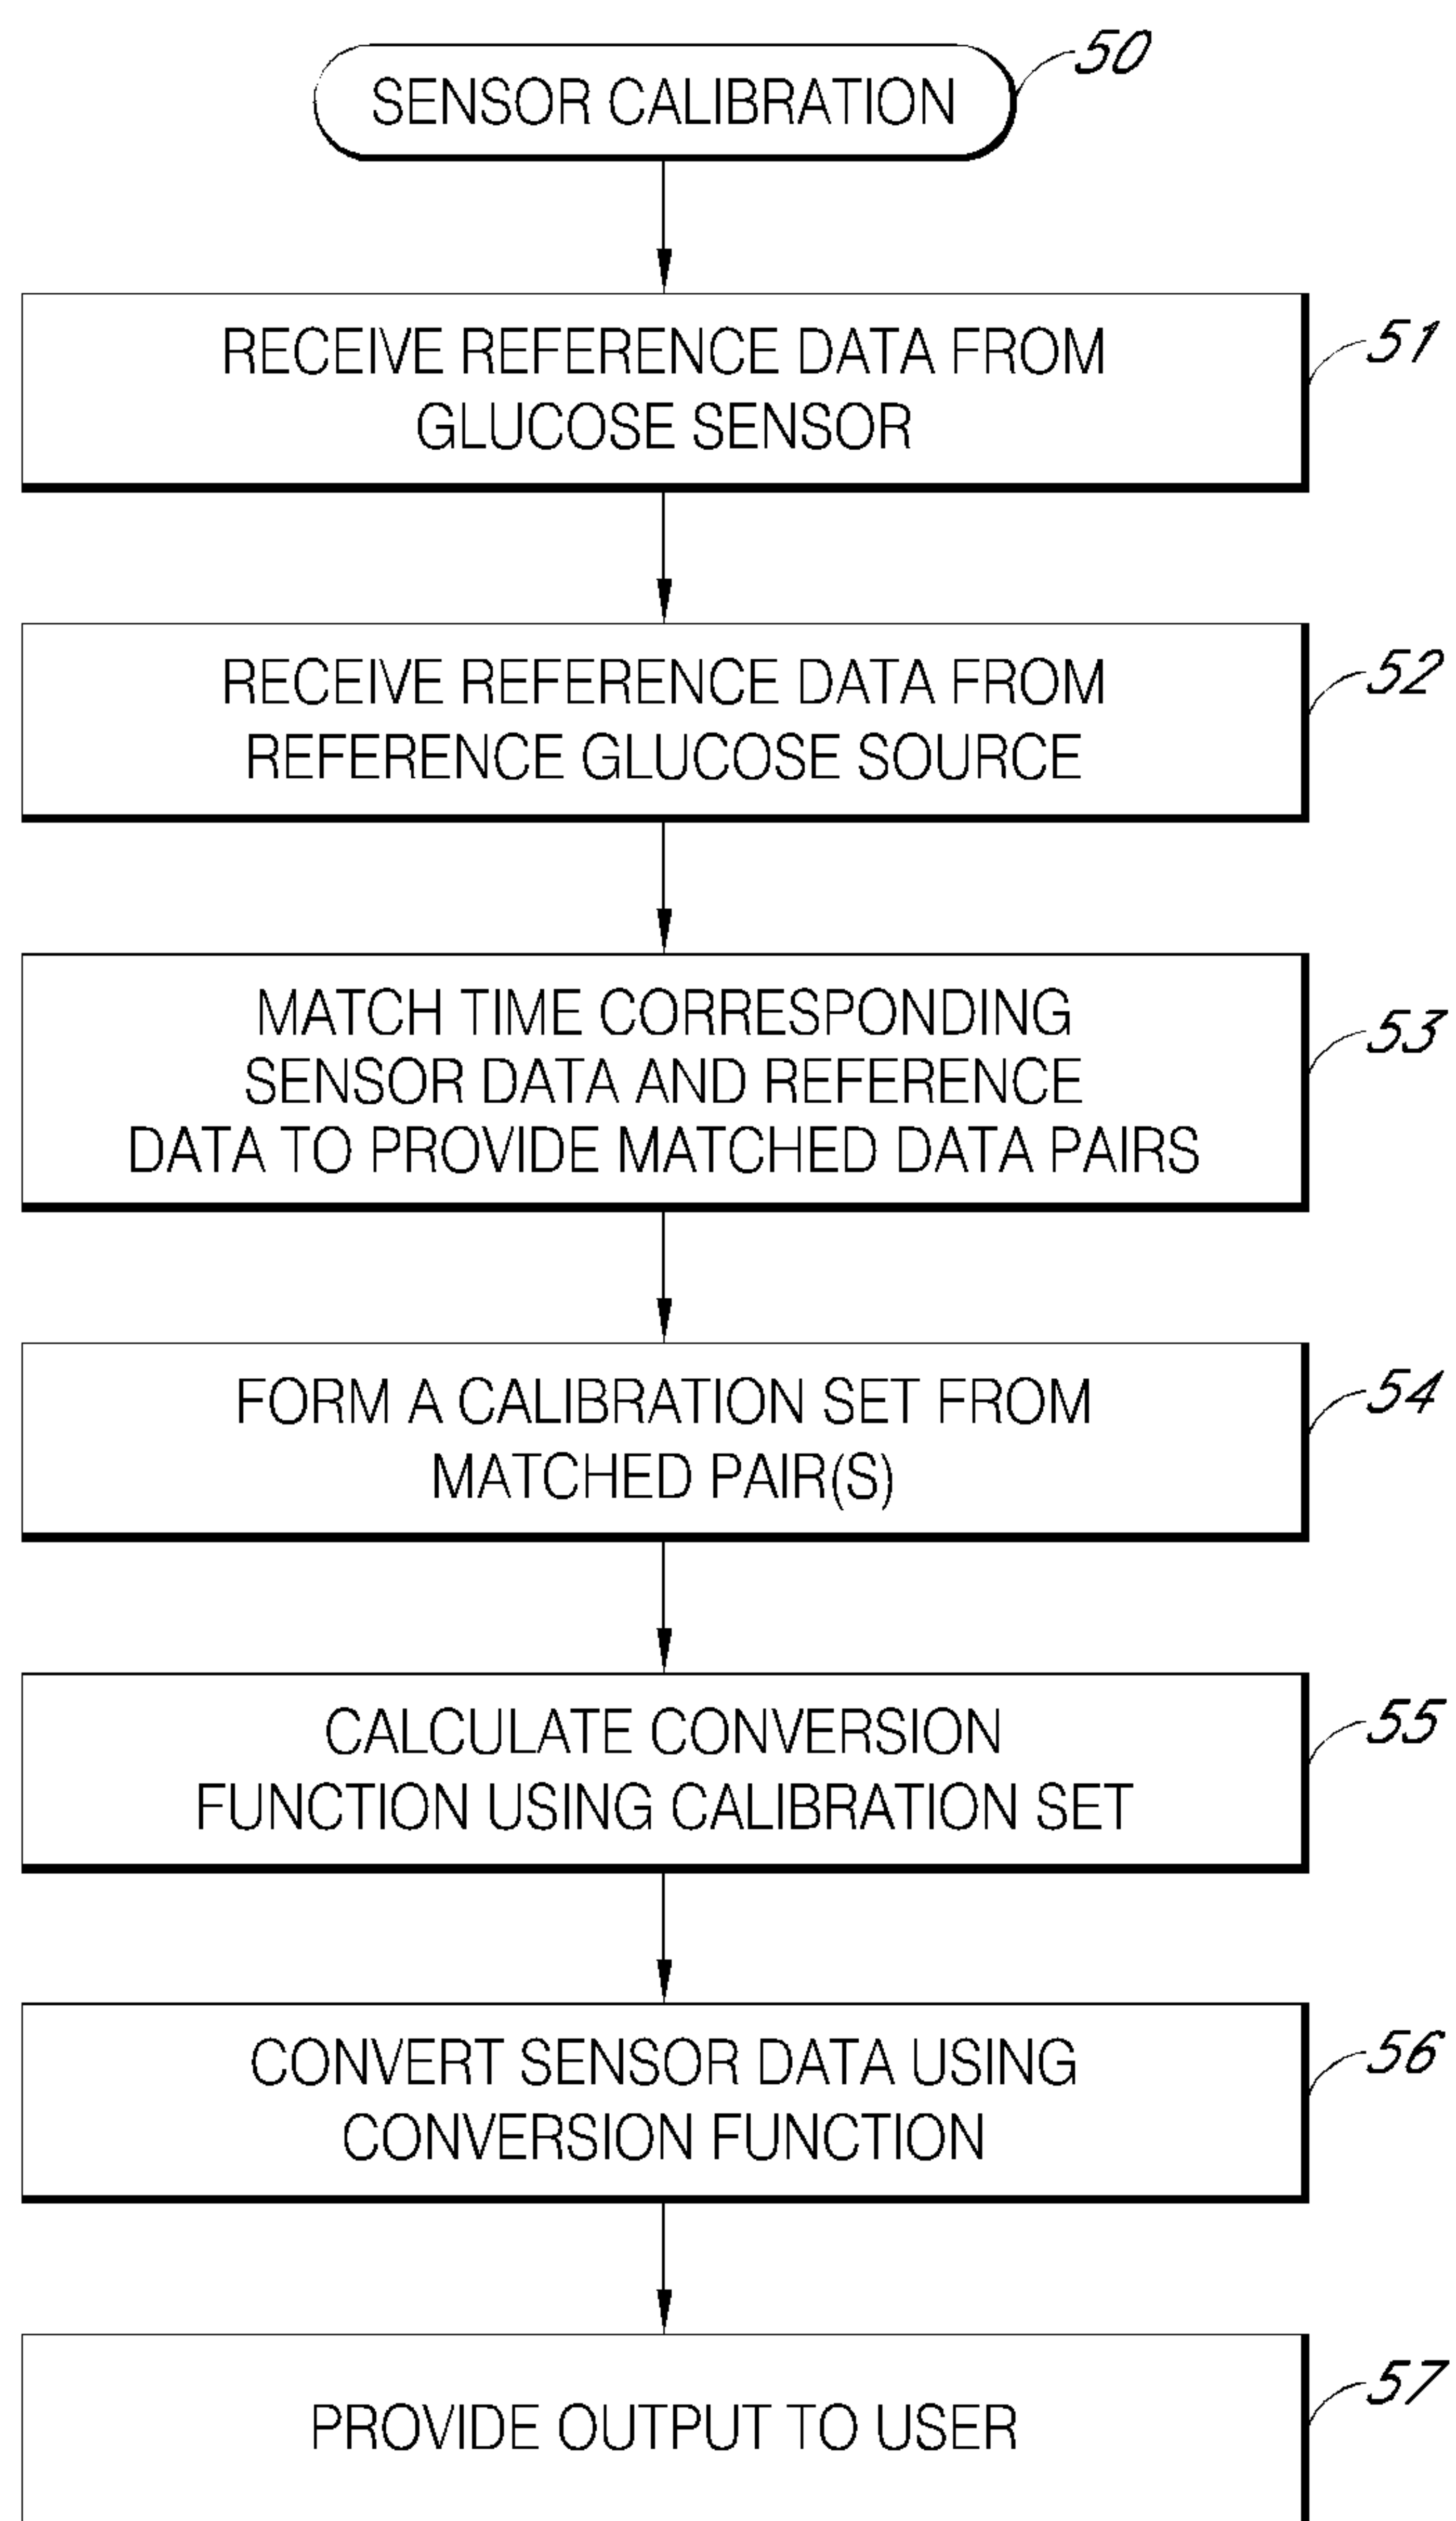 SENSOR CALIBRATION
50
RECEIVE REFERENCE DATA FROM
GLUCOSE SENSOR
51
RECEIVE REFERENCE DATA FROM
REFERENCE GLUCOSE SOURCE
52
MATCH TIME CORRESPONDING
SENSOR DATA AND REFERENCE
DATA TO PROVIDE MATCHED DATA PAIRS
53
FORM A CALIBRATION SET FROM
MATCHED PAIR(S)
54
CALCULATE CONVERSION
FUNCTION USING CALIBRATION SET
55
CONVERT SENSOR DATA USING
CONVERSION FUNCTION
56
PROVIDE OUTPUT TO USER
57